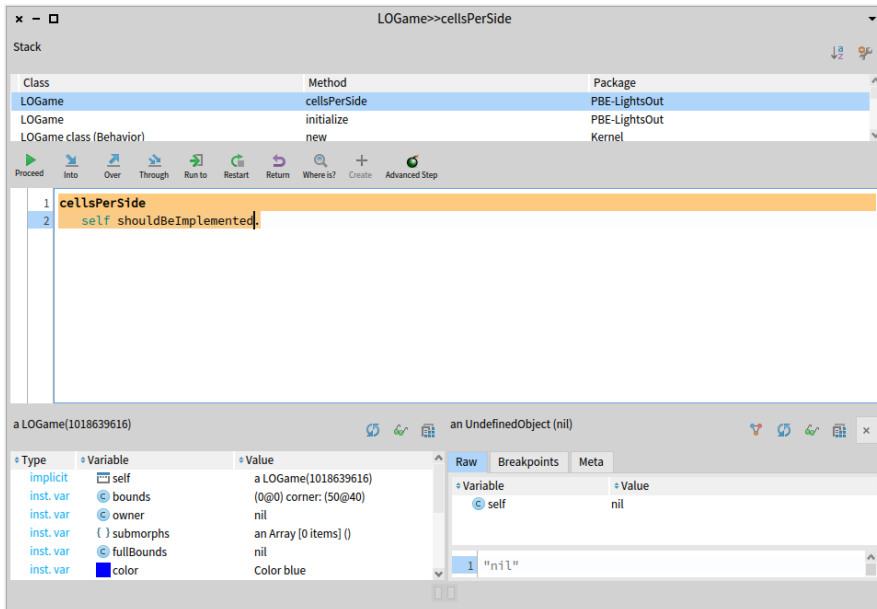 LOGame>>cellsPerSide
Stack
Class Method Package
LOGame cellsPerSide PBE-LightsOut
LOGame initialize PBE-LightsOut
LOGame class (Behavior) new Kernel
Proceed Into Over Through Run to Restart Return Where is? Create Advanced Step
1 cellsPerSide
2 self shouldBeImplemented.
a LOGame(1018639616)
Type Variable Value
implicit self a LOGame(1018639616)
inst. var bounds (0@0) corner: (50@40)
inst. var owner nil
inst. var submorphs an Array [0 items] ()
inst. var fullBounds nil
inst. var color Color blue
an UndefinedObject (nil)
Raw Breakpoints Meta
Variable Value
self nil
1 "nil"